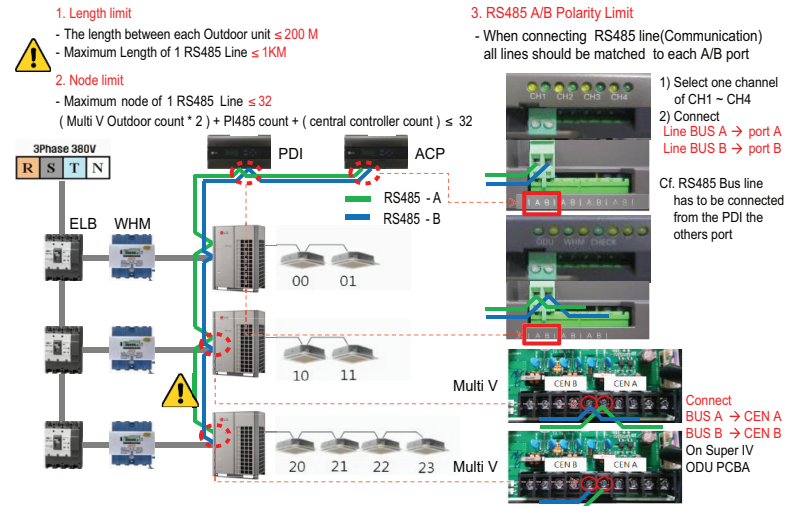 1. Length limit
- The length between each Outdoor unit ≤ 200 M
- Maximum Length of 1 RS485 Line ≤ 1KM
2. Node limit
- Maximum node of 1 RS485 Line ≤ 32
( Multi V Outdoor count * 2 ) + PI485 count + ( central controller count ) ≤ 32
3Phase 380V
R S T N
PDI
ACP
RS485 - A
RS485 - B
ELB WHM
00 01
10 11
20 21 22 23
Multi V
Multi V
3. RS485 A/B Polarity Limit
- When connecting RS485 line(Communication)
all lines should be matched to each A/B port
CH1 CH2 CH3 CH4
1) Select one channel
of CH1 ~ CH4
2) Connect
Line BUS A → port A
Line BUS B → port B
Cf. RS485 Bus line
has to be connected
from the PDI the
others port
| A B | A B | A B | A B |
ODU WHM CHECK
| A B | A B | A B |
CEN B CEN A
CEN B CEN A
Connect
BUS A → CEN A
BUS B → CEN B
On Super IV
ODU PCBA